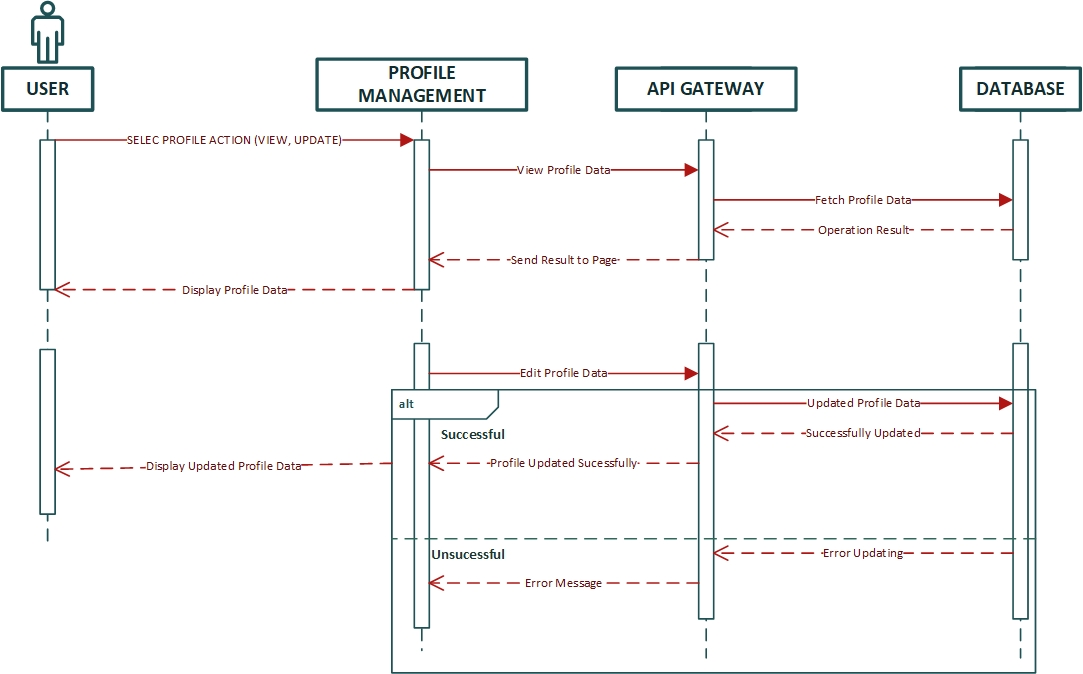 USER
PROFILE
MANAGEMENT
API GATEWAY
DATABASE
SELEC PROFILE ACTION (VIEW, UPDATE)
View Profile Data
Fetch Profile Data
Operation Result
Send Result to Page
Display Profile Data
Edit Profile Data
alt
Updated Profile Data
Successful
Successfully Updated
Display Updated Profile Data
Profile Updated Sucessfully
Unsucessful
Error Updating
Error Message